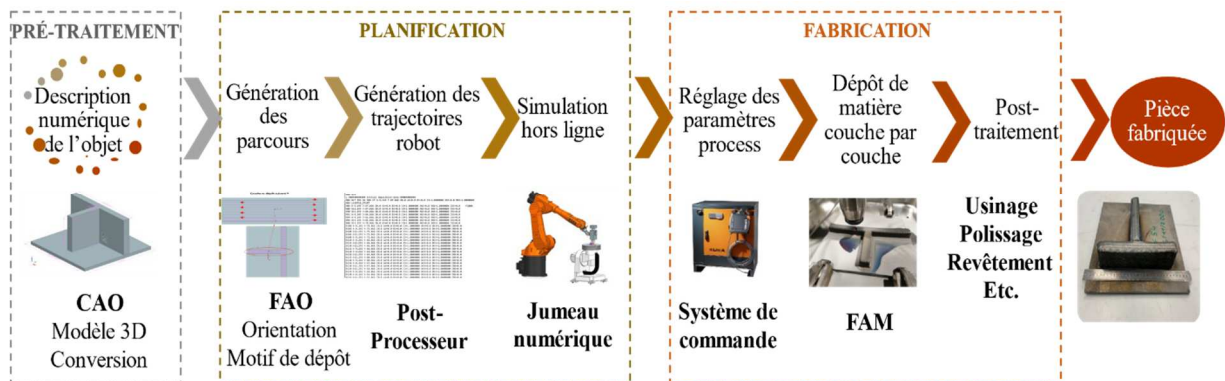 PRÉ-TRAITEMENT
Description
numérique
de l’objet
CAO
Modèle 3D
Conversion
PLANIFICATION
Génération
des
parcours
FAO
Orientation
Motif de dépôt
Génération des
trajectoires
robot
Post-
Processeur
Simulation
hors ligne
Jumeau
numérique
FABRICATION
Réglage des
paramètres
process
Système de
commande
Dépôt de
matière
couche par
couche
FAM
Post-
traitement
Usinage
Polissage
Revêtement
Etc.
Pièce
fabriquée